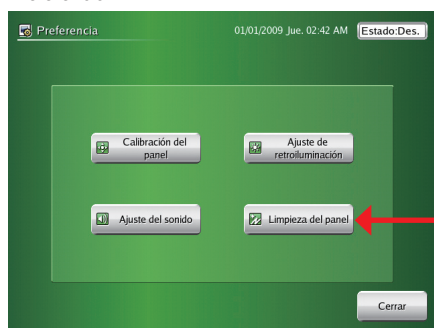 Preferencia
01/01/2009 Jue. 02:42 AM
Estado:Des.
Calibración del
panel
Ajuste de
retroiluminación
Ajuste del sonido
Limpieza del panel
Cerrar